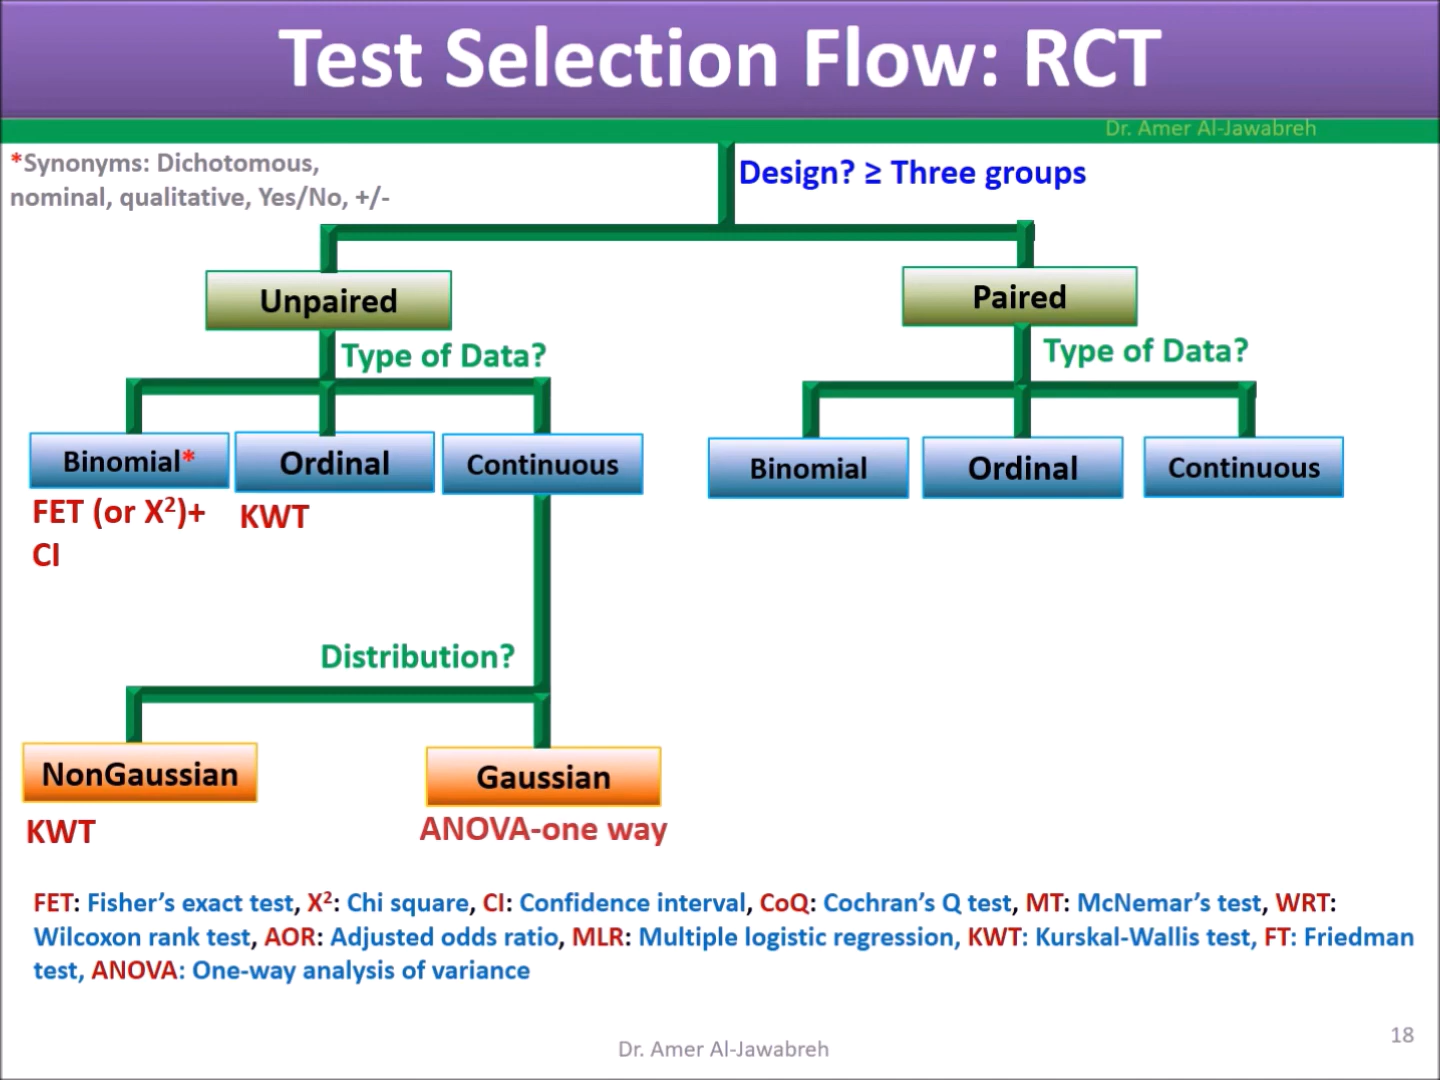 Test Selection Flow: RCT
Dr. Amer Al-Jawabreh
*Synonyms: Dichotomous,
nominal, qualitative, Yes/No, +/-
Design? ≥ Three groups
Unpaired
Paired
Type of Data?
Type of Data?
Binomial*
Ordinal
Continuous
Binomial
Ordinal
Continuous
FET (or X²)+
CI
KWT
Distribution?
NonGaussian
Gaussian
KWT
ANOVA-one way
FET: Fisher's exact test, X²: Chi square, CI: Confidence interval, CoQ: Cochran's Q test, MT: McNemar's test, WRT:
Wilcoxon rank test, AOR: Adjusted odds ratio, MLR: Multiple logistic regression, KWT: Kurskal-Wallis test, FT: Friedman
test, ANOVA: One-way analysis of variance
Dr. Amer Al-Jawabreh
18